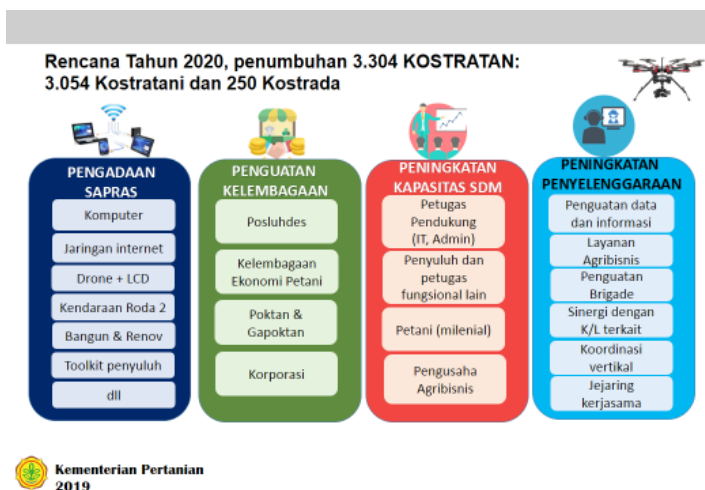 Rencana Tahun 2020, penumbuhan 3.304 KOSTRATAN:
3.054 Kostratani dan 250 Kostrada
PENGADAAN
SAPRAS
Komputer
Jaringan internet
Drone + LCD
Kendaraan Roda 2
Bangun & Renov
Toolkit penyuluh
dll
PENGUATAN
KELEMBAGAAN
Posluhdes
Kelembagaan
Ekonomi Petani
Poktan &
Gapoktan
Korporasi
PENINGKATAN
KAPASITAS SDM
Petugas
Pendukung
(IT, Admin)
Penyuluh dan
petugas
fungsional lain
Petani (milenial)
Pengusaha
Agribisnis
PENINGKATAN
PENYELENGGARAAN
Penguatan data
dan informasi
Layanan
Agribisnis
Penguatan
Brigade
Sinergi dengan
K/L terkait
Koordinasi
vertikal
Jejaring
kerjasama
Kementerian Pertanian
2019